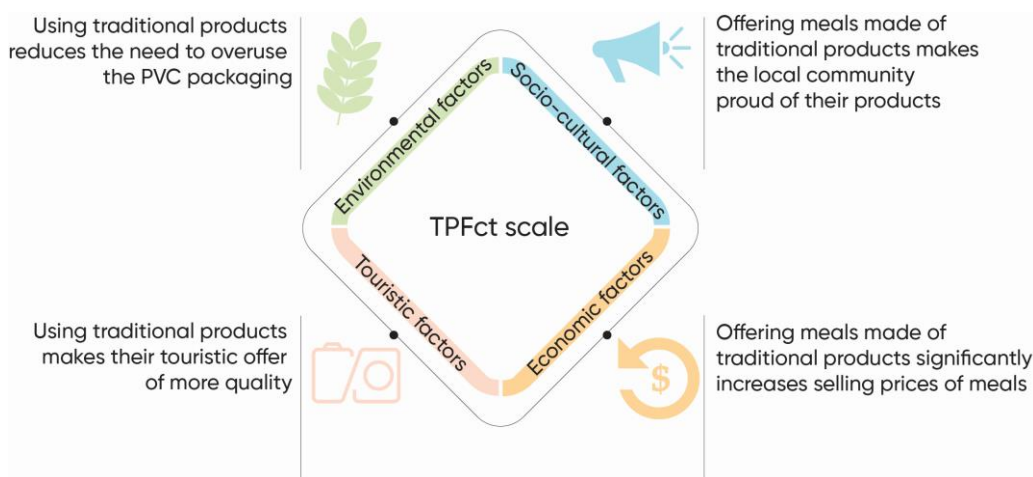 Using traditional products
reduces the need to overuse
the PVC packaging
Environmental factors
Socio-cultural factors
Offering meals made of
traditional products makes
the local community
proud of their products
TPFct scale
Using traditional products
makes their touristic offer
of more quality
Touristic factors
Economic factors
$
Offering meals made of
traditional products significantly
increases selling prices of meals